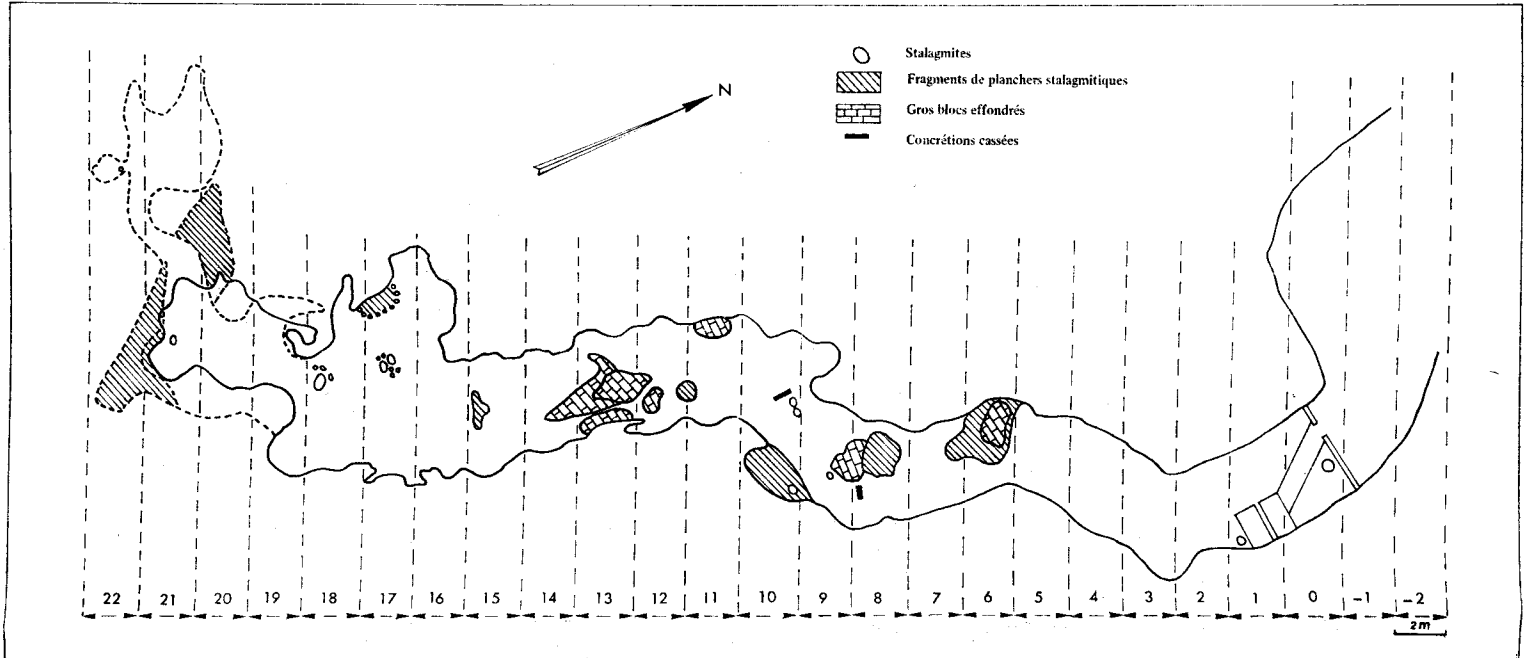 Stalagmites
Fragments de planchers stalagmitiques
Gros blocs effondrés
Concrétions cassées
N
22 21 20 19 18 17 16 15 14 13 12 11 10 9 8 7 6 5 4 3 2 1 0 -1 -2
2m